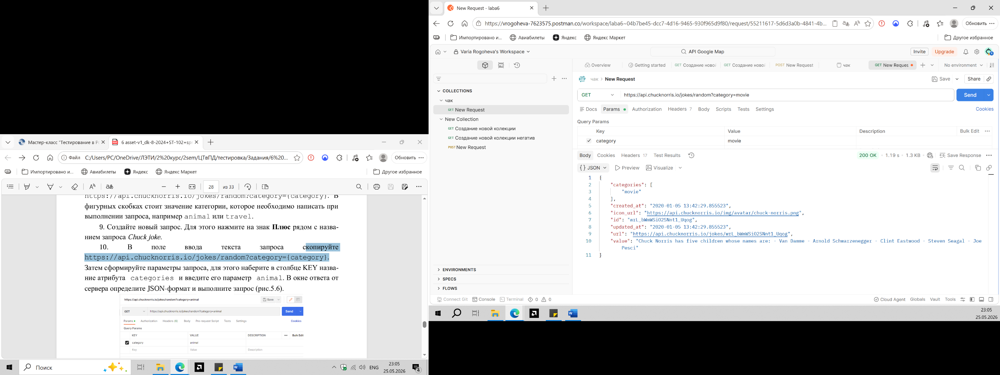 New Request - laba6
https://vrogoheva-7623575.postman.co/workspace/laba6~04b7be45-dcc7-4d16-9465-930f965d9f80/request/55211617-5d6d3a0b-4841-4b...
Обновить
Импортировано и...
Авиабилеты
Яндекс
Яндекс Маркет
Другое избранное
Varia Rogoheva's Workspace
API Google Map
Invite
Upgrade
Overview
Getting started
GET Создание ново
GET Создание ново
POST New Request
чак
GET New Reques
No environment
чак > New Request
Save
Share
GET
https://api.chucknorris.io/jokes/random?category=movie
Send
Docs
Params
Authorization
Headers 7
Body
Scripts
Tests
Settings
Cookies
Query Params
Key
Value
Description
Bulk Edit
category
movie
Body
Cookies
Headers 17
Test Results
200 OK
1.19 s
1.3 KB
Save Response
{} JSON
Preview
Visualize
1 {
2 "categories": [
3 "movie"
4 ],
5 "created_at": "2020-01-05 13:42:29.855523",
6 "icon_url": "https://api.chucknorris.io/img/avatar/chuck-norris.png",
7 "id": "wrL_bWmWSiO2SNnt1_Uqog",
8 "updated_at": "2020-01-05 13:42:29.855523",
9 "url": "https://api.chucknorris.io/jokes/wrL_bWmWSiO2SNnt1_Uqog",
10 "value": "Chuck Norris has five children whose names are: - Van Damme - Arnold Schwarzenegger - Clint Eastwood - Steven Seagal - Joe
Pesci"
11 }
COLLECTIONS
чак
GET New Request
New Collection
GET Создание новой колекции
GET Создание новой колекции негатив
POST New Request
ENVIRONMENTS
SPECS
FLOWS
Connect Git
Console
Terminal
0
0
Cloud Agent
Globals
Vault
Tools
23:05
25.05.2026
Мастер-класс "Тестирование в Po
6 asset-v1_dk-8-2024+ST-102+spr
Файл
C:/Users/PC/OneDrive/ЛЭТИ/2%20курс/2sem/ЦТвПД/тестировка/Задания/6%20...
Обновить
Импортировано и...
Авиабилеты
Яндекс
Яндекс Маркет
Другое избранное
28
из 33
https://api.chucknorris.io/jokes/random?category={category}. В
фигурных скобках стоит значение категории, которое необходимо написать при
выполнении запроса, например animal или travel.
9. Создайте новый запрос. Для этого нажмите на знак Плюс рядом с назва-
нием запроса Chuck joke.
10. В поле ввода текста запроса скопируйте
https://api.chucknorris.io/jokes/random?category={category}.
Затем сформируйте параметры запроса, для этого наберите в столбце KEY назва-
ние атрибута categories и введите его параметр animal. В окне ответа от
сервера определите JSON-формат и выполните запрос (рис.5.6).
https://api.chucknorris.io/jokes/random?category=animal
Save
GET
https://api.chucknorris.io/jokes/random?category=animal
Send
Params
Authorization
Headers (6)
Body
Pre-request Script
Tests
Settings
Cookies
Query Params
KEY
VALUE
DESCRIPTION
Bulk Edit
category
animal
Key
Value
Description
Поиск
ENG
23:05
25.05.2026
4